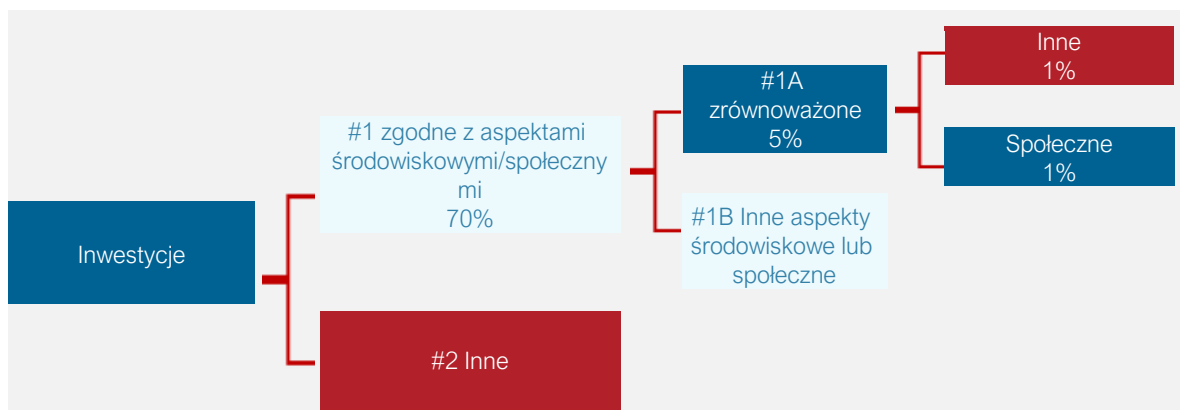 Inwestycje
#1 zgodne z aspektami
środowiskowymi/społeczny
mi
70%
#2 Inne
#1A
zrównoważone
5%
#1B Inne aspekty
środowiskowe lub
społeczne
Inne
1%
Społeczne
1%